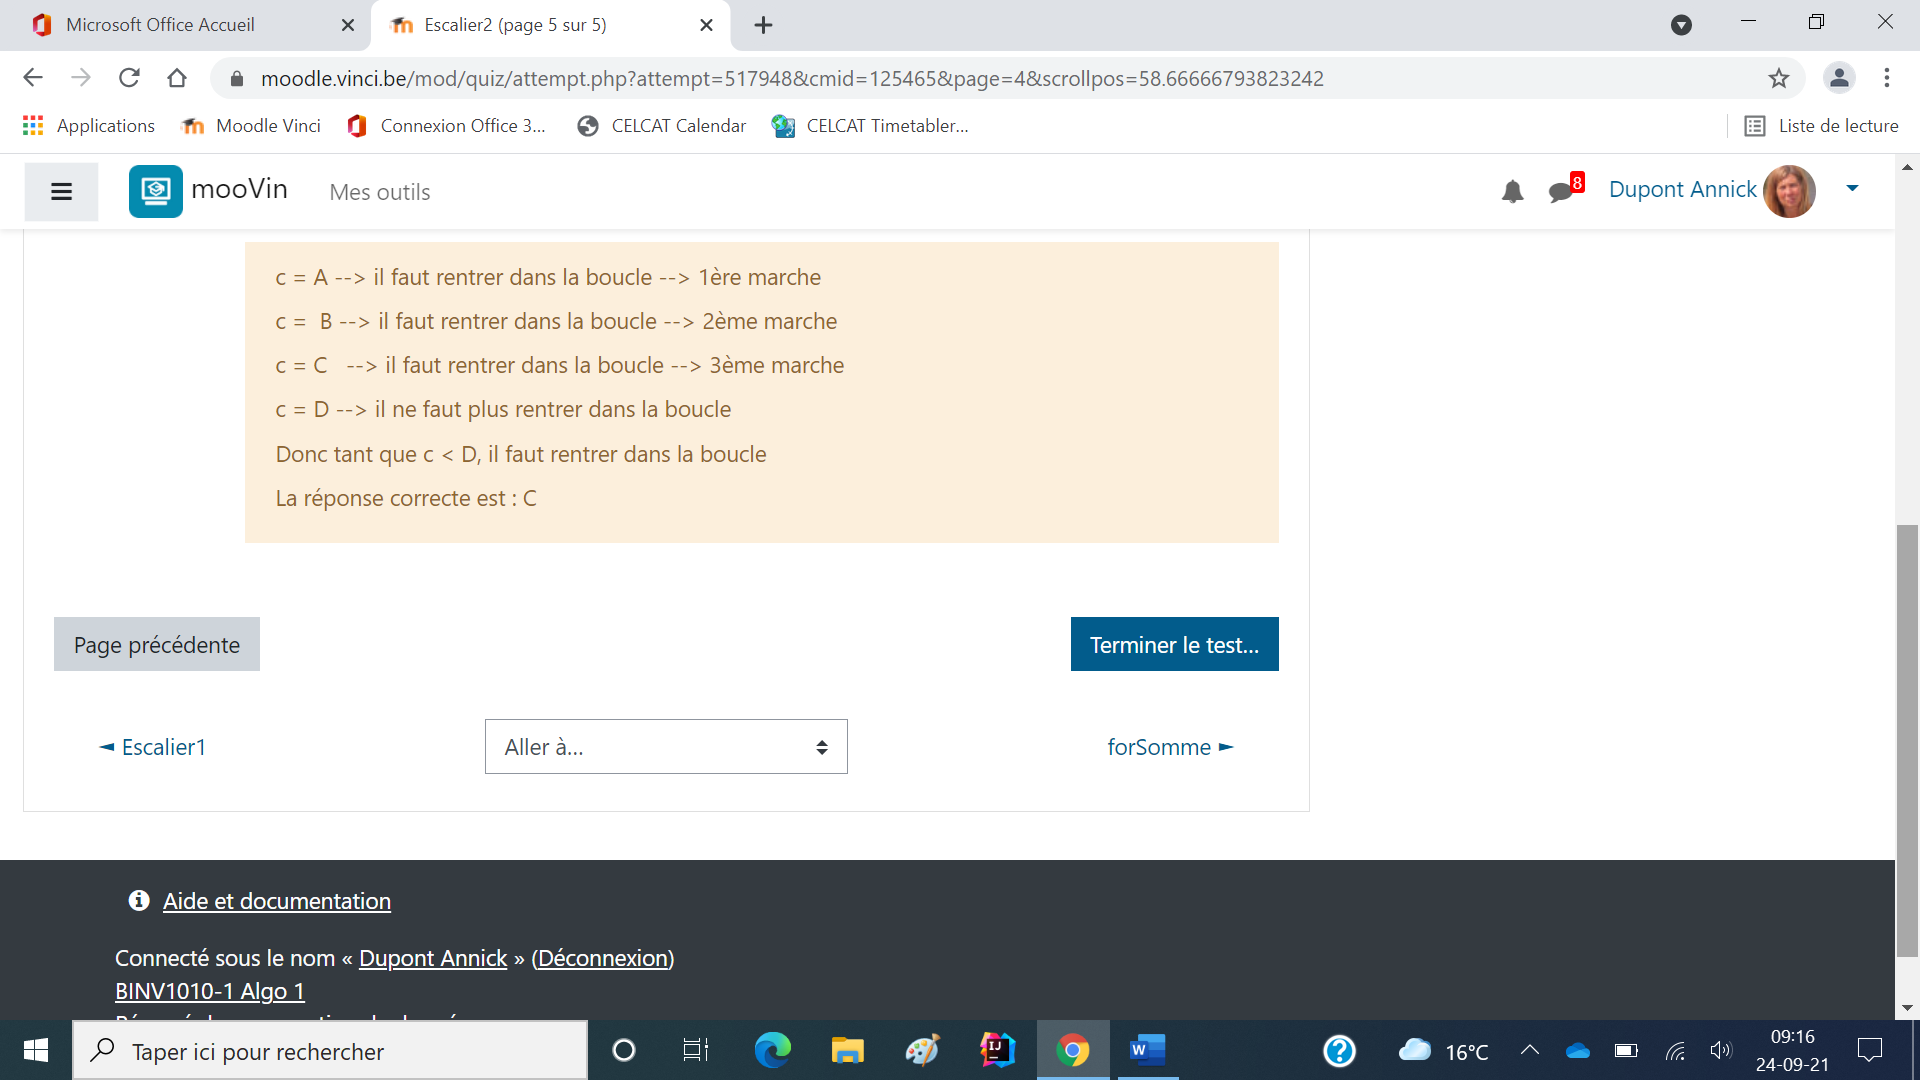 Microsoft Office Accueil
Escalier2 (page 5 sur 5)
moodle.vinci.be/mod/quiz/attempt.php?attempt=517948&cmid=125465&page=4&scrollpos=58.66666793823242
Applications
Moodle Vinci
Connexion Office 3...
CELCAT Calendar
CELCAT Timetabler...
Liste de lecture
mooVin
Mes outils
8
Dupont Annick
c = A --> il faut rentrer dans la boucle --> 1ère marche
c =  B --> il faut rentrer dans la boucle --> 2ème marche
c = C   --> il faut rentrer dans la boucle --> 3ème marche
c = D --> il ne faut plus rentrer dans la boucle
Donc tant que c < D, il faut rentrer dans la boucle
La réponse correcte est : C
Page précédente
Terminer le test...
◄ Escalier1
Aller à...
forSomme ►
Aide et documentation
Connecté sous le nom « Dupont Annick » (Déconnexion)
BINV1010-1 Algo 1
Taper ici pour rechercher
IJ
W
16°C
09:16
24-09-21